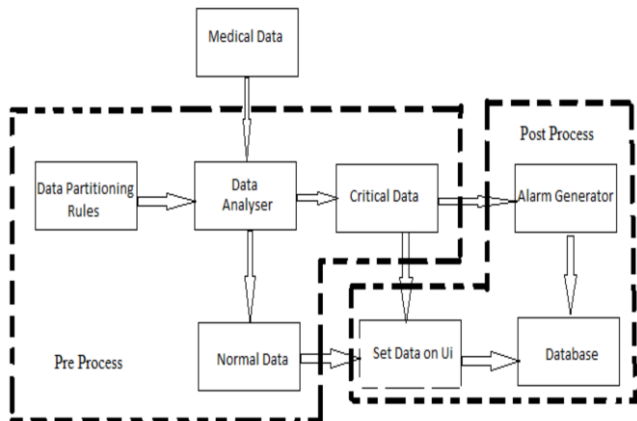 Medical Data
Post Process
Data Partitioning
Rules
Data
Analyser
Critical Data
Alarm Generator
Pre Process
Normal Data
Set Data on Ui
Database